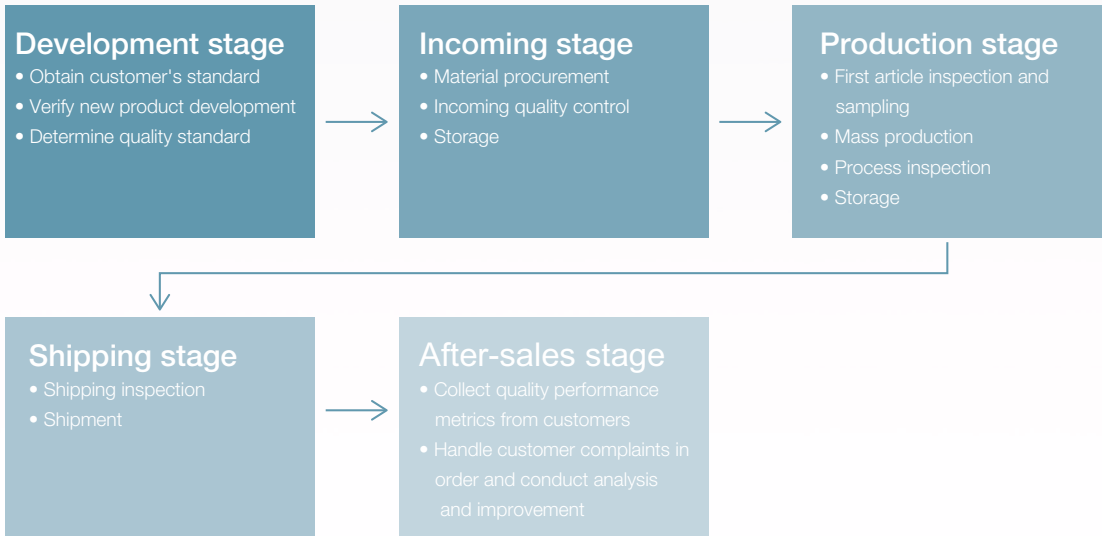 Development stage
• Obtain customer's standard
• Verify new product development
• Determine quality standard
Incoming stage
• Material procurement
• Incoming quality control
• Storage
Production stage
• First article inspection and
sampling
• Mass production
• Process inspection
• Storage
Shipping stage
• Shipping inspection
• Shipment
After-sales stage
• Collect quality performance
metrics from customers
• Handle customer complaints in
order and conduct analysis
and improvement